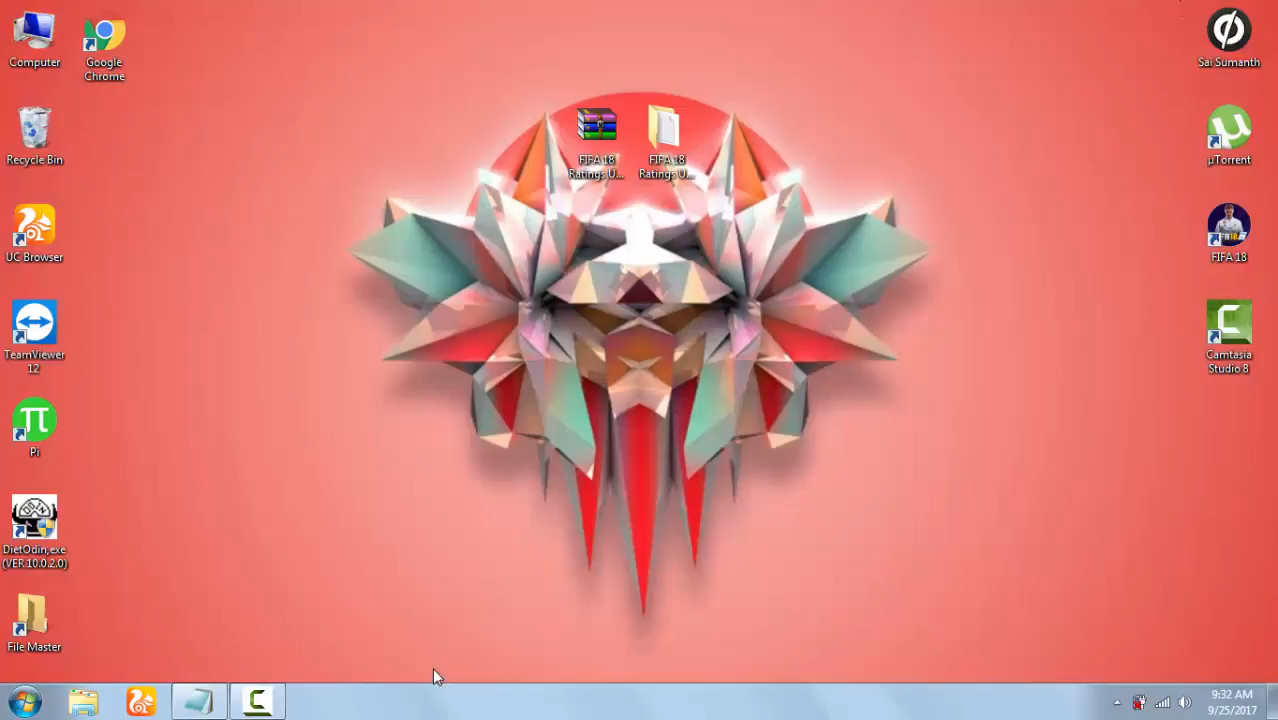 Computer
Google
Chrome
Recycle Bin
UC Browser
TeamViewer
12
Pi
DietOdin,exe
(VER.10.0.2.0)
File Master
FIFA 18
Ratings U...
FIFA 18
Ratings U...
Sai Sumanth
µTorrent
FIFA 18
Camtasia
Studio 8
9:32 AM
9/25/2017